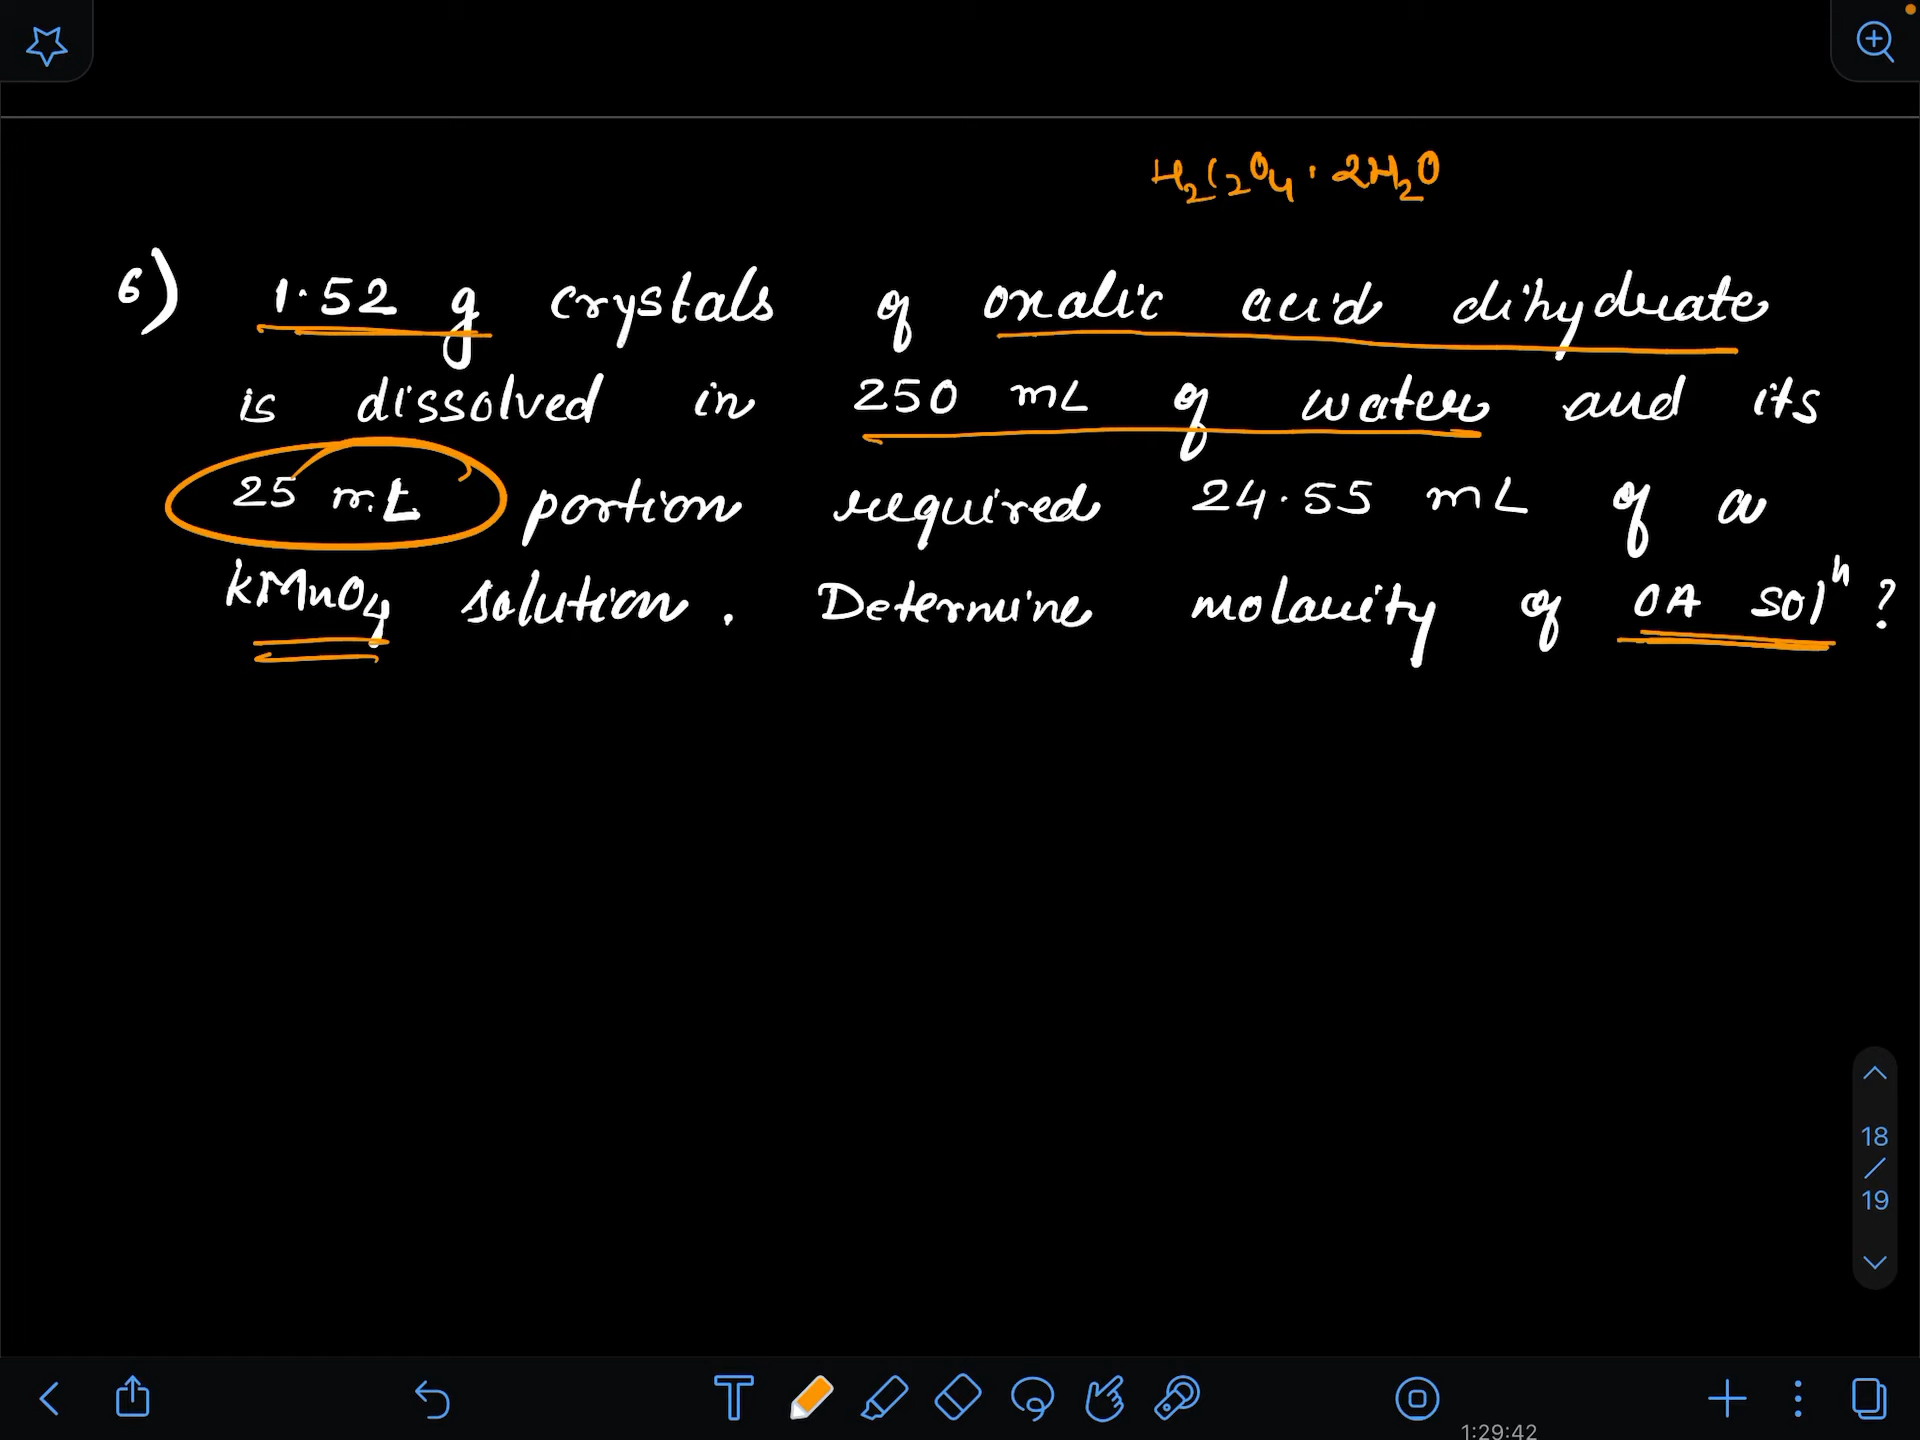 H₂C₂O₄ · 2H₂O
6) 1.52 g crystals of oxalic acid dihydrate
is dissolved in 250 mL of water and its
25 mL portion required 24.55 mL of a
KMnO₄ solution. Determine molarity of OA solⁿ ?
18
/
19
T
1:29:42